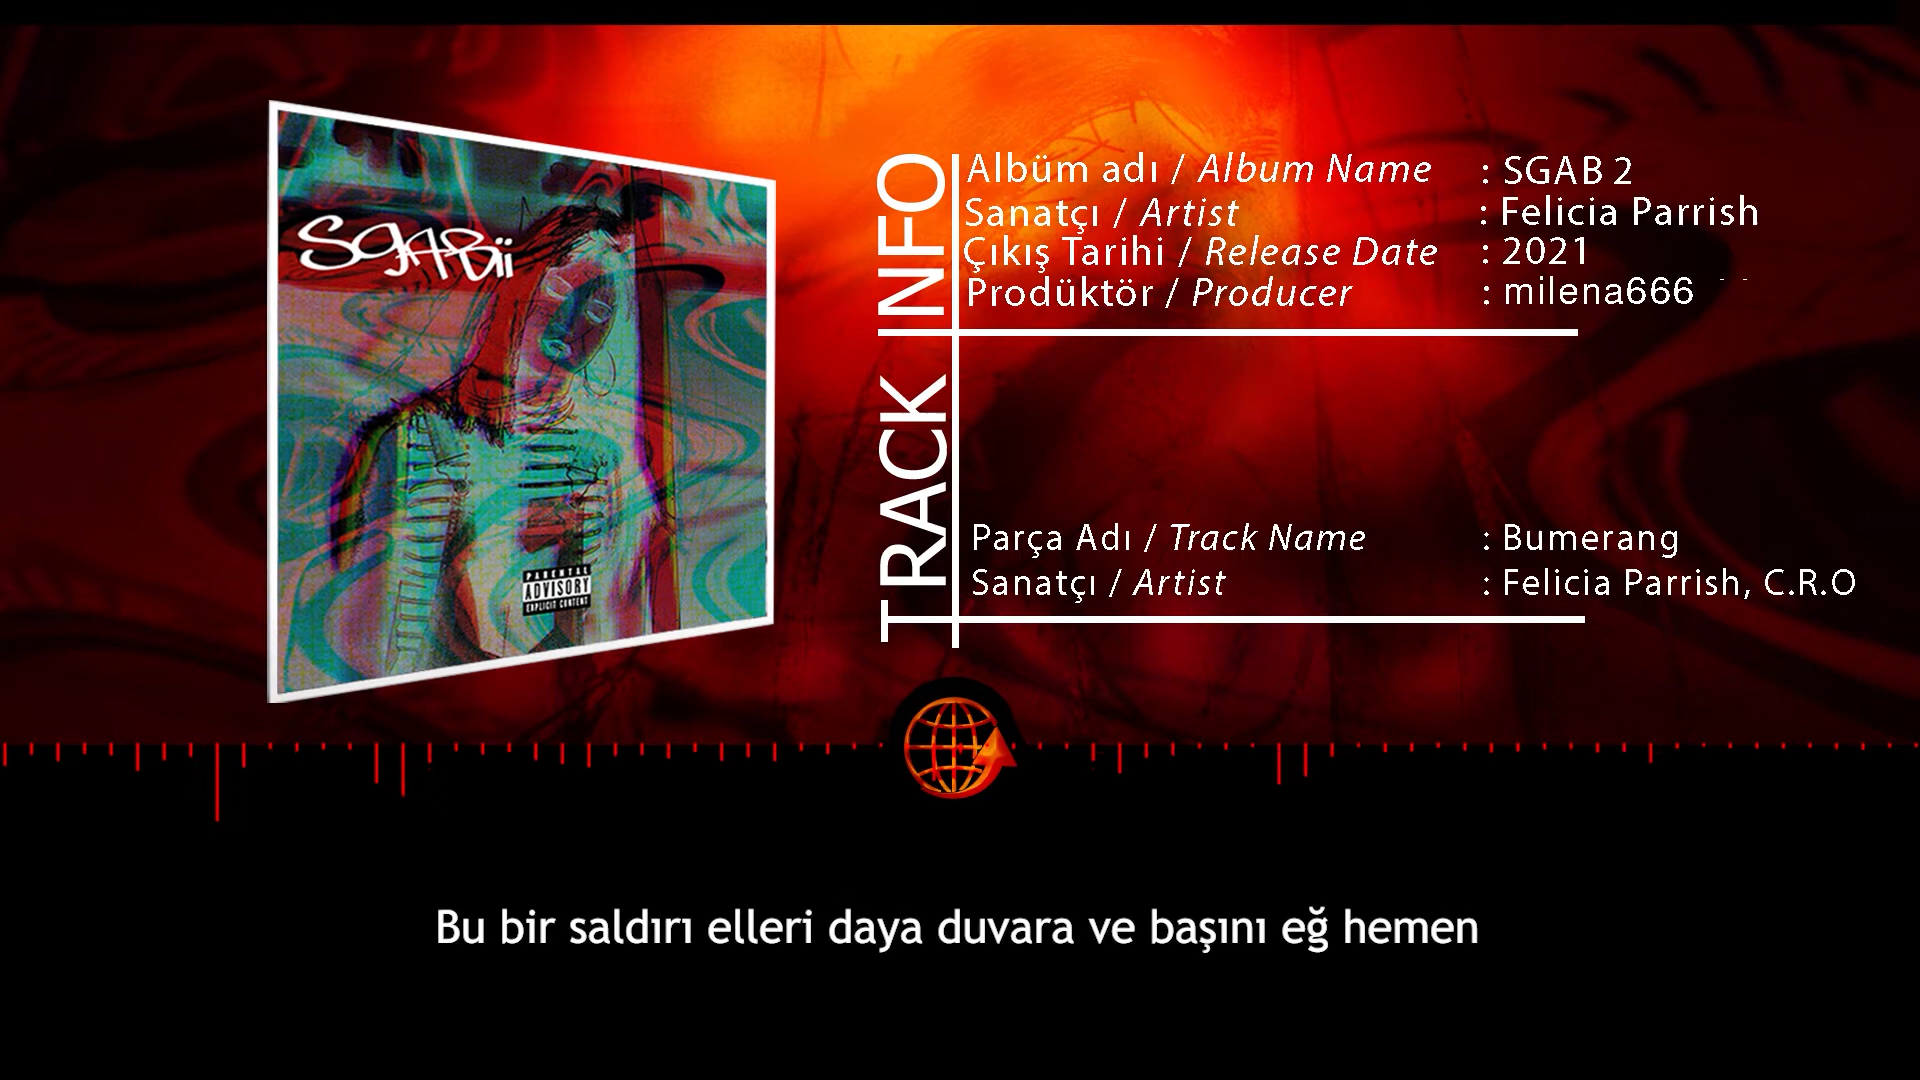 SGABii
PARENTAL
ADVISORY
EXPLICIT CONTENT
TRACK INFO
Albüm adı / Album Name : SGAB 2
Sanatçı / Artist : Felicia Parrish
Çıkış Tarihi / Release Date : 2021
Prodüktör / Producer : milena666
Parça Adı / Track Name : Bumerang
Sanatçı / Artist : Felicia Parrish, C.R.O
Bu bir saldırı elleri daya duvara ve başını eğ hemen